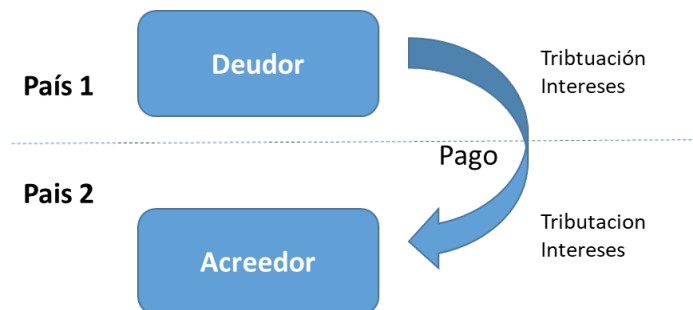 Deudor
Tribtuación
Intereses
País 1
Pago
Pais 2
Tributacion
Intereses
Acreedor